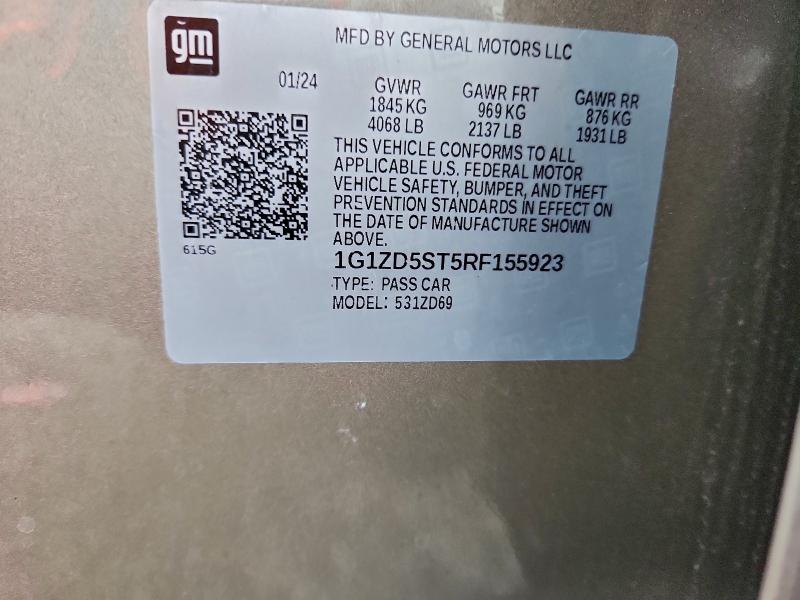 gm
MFD BY GENERAL MOTORS LLC
01/24 GVWR GAWR FRT GAWR RR
1845 KG 969 KG 876 KG
4068 LB 2137 LB 1931 LB
THIS VEHICLE CONFORMS TO ALL
APPLICABLE U.S. FEDERAL MOTOR
VEHICLE SAFETY, BUMPER, AND THEFT
PREVENTION STANDARDS IN EFFECT ON
THE DATE OF MANUFACTURE SHOWN
ABOVE.
615G
1G1ZD5ST5RF155923
TYPE: PASS CAR
MODEL: 531ZD69